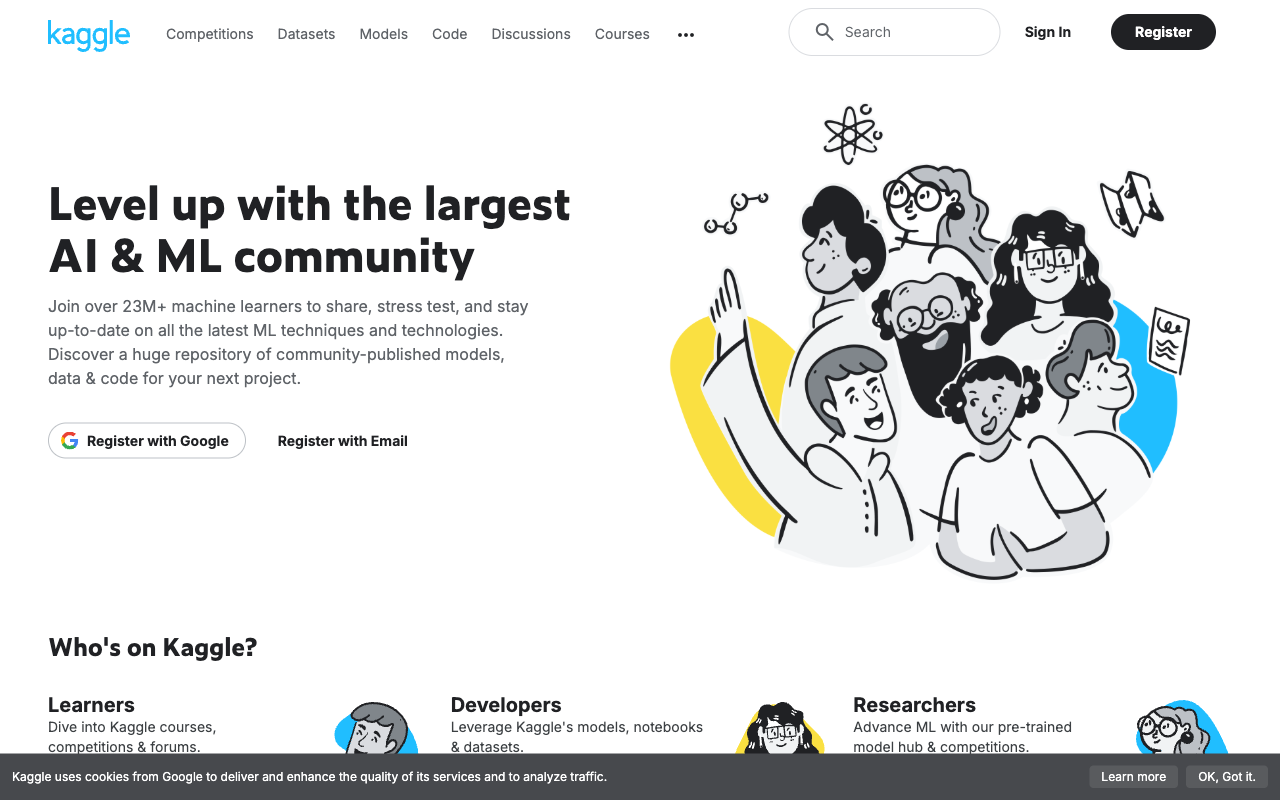 kaggle
Competitions
Datasets
Models
Code
Discussions
Courses
•••
Search
Sign In
Register
Level up with the largest
AI & ML community
Join over 23M+ machine learners to share, stress test, and stay
up-to-date on all the latest ML techniques and technologies.
Discover a huge repository of community-published models,
data & code for your next project.
Register with Google
Register with Email
Who's on Kaggle?
Learners
Dive into Kaggle courses,
competitions & forums.
Developers
Leverage Kaggle's models, notebooks
& datasets.
Researchers
Advance ML with our pre-trained
model hub & competitions.
Kaggle uses cookies from Google to deliver and enhance the quality of its services and to analyze traffic.
Learn more
OK, Got it.